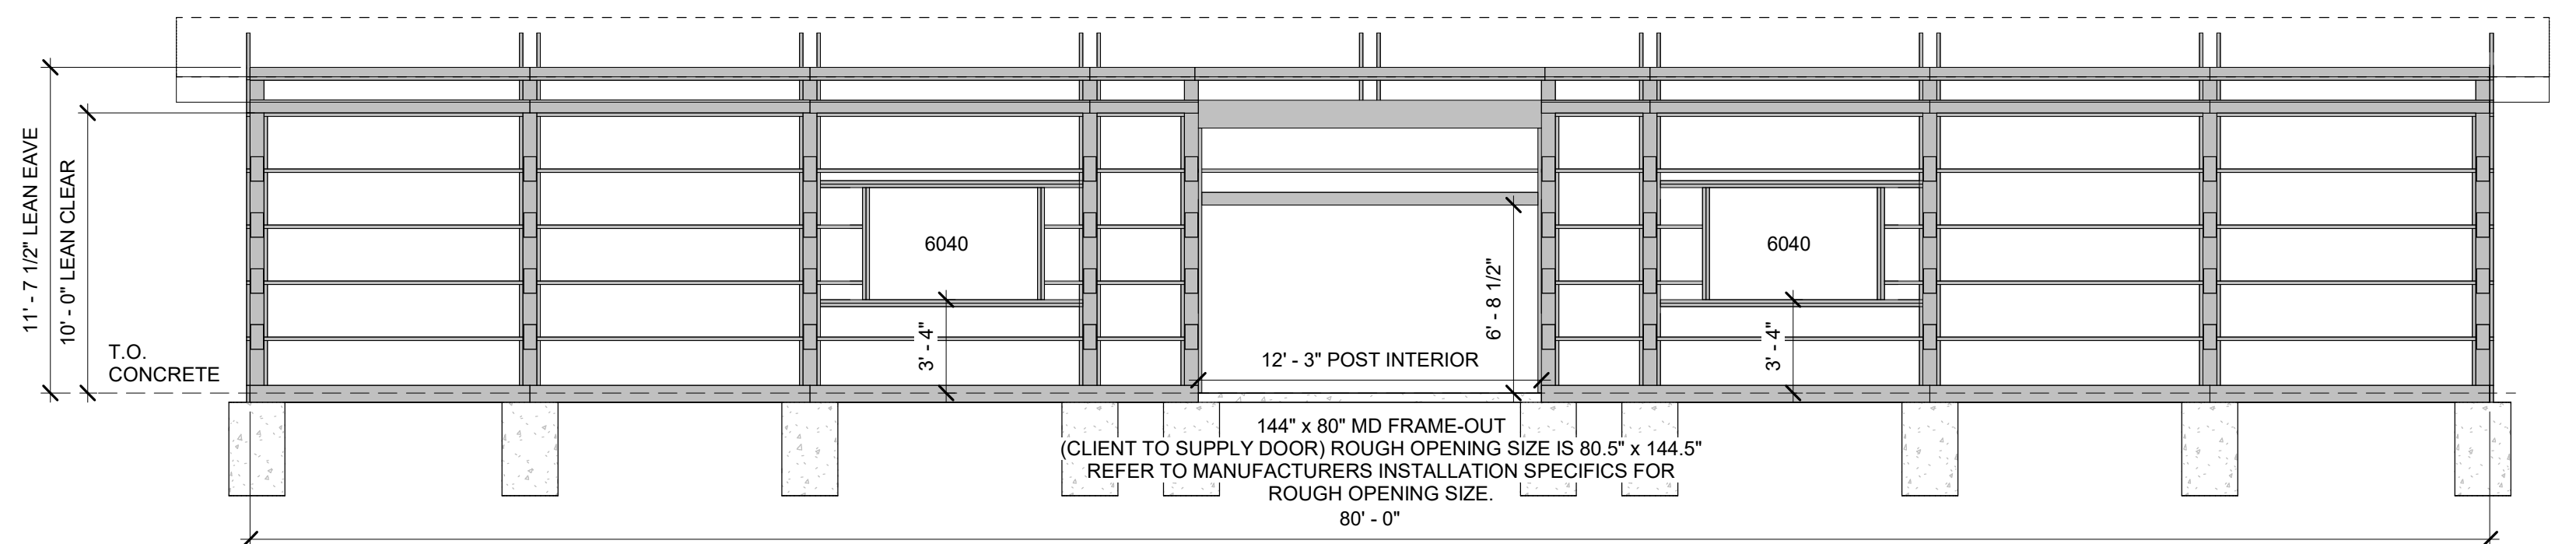 11' - 7 1/2" LEAN EAVE
10' - 0" LEAN CLEAR
T.O.
CONCRETE
6040
3' - 4"
12' - 3" POST INTERIOR
6' - 8 1/2"
6040
3' - 4"
144" x 80" MD FRAME-OUT
(CLIENT TO SUPPLY DOOR) ROUGH OPENING SIZE IS 80.5" x 144.5"
REFER TO MANUFACTURERS INSTALLATION SPECIFICS FOR
ROUGH OPENING SIZE.
80' - 0"